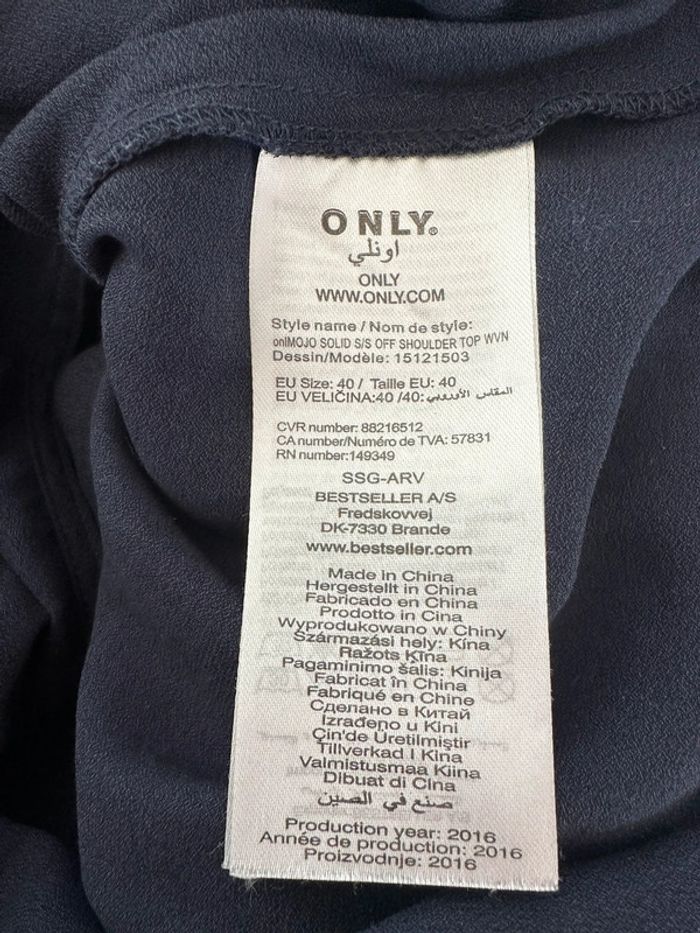 ONLY®
اونلي
ONLY
WWW.ONLY.COM
Style name / Nom de style:
onlMOJO SOLID S/S OFF SHOULDER TOP WVN
Dessin/Modèle: 15121503
EU Size: 40 / Taille EU: 40
EU VELIČINA:40 /40: المقاس الأوروبي
CVR number: 88216512
CA number/Numéro de TVA: 57831
RN number:149349
SSG-ARV
BESTSELLER A/S
Fredskovvej
DK-7330 Brande
www.bestseller.com
Made in China
Hergestellt in China
Fabricado en China
Prodotto in Cina
Wyprodukowano w Chiny
Származási hely: Kína
Ražots Ķīna
Pagaminimo šalis: Kinija
Fabricat în China
Fabriqué en Chine
Сделано в Китай
Izrađeno u Kini
Çin'de Üretilmiştir
Tillverkad I Kina
Valmistusmaa Kiina
Dibuat di Cina
صنع في الصين
Production year: 2016
Année de production: 2016
Proizvodnje: 2016